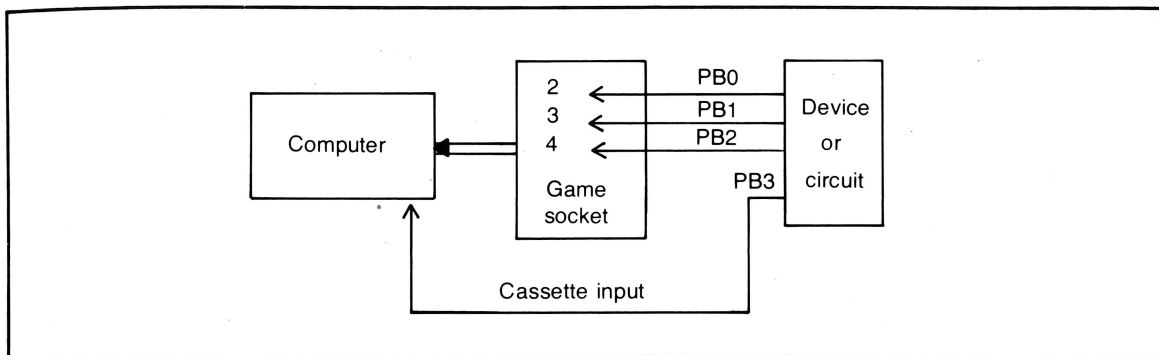 Computer
2
3
4
Game
socket
PB0
PB1
PB2
PB3
Device
or
circuit
Cassette input